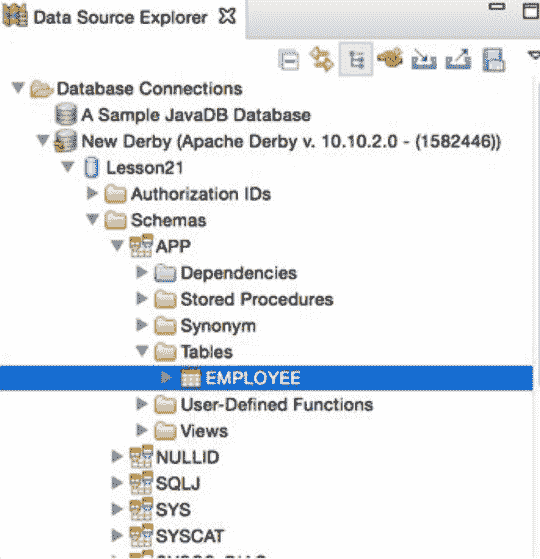 Data Source Explorer
Database Connections
A Sample JavaDB Database
New Derby (Apache Derby v. 10.10.2.0 - (1582446))
Lesson21
Authorization IDs
Schemas
APP
Dependencies
Stored Procedures
Synonym
Tables
EMPLOYEE
User-Defined Functions
Views
NULLID
SQLJ
SYS
SYSCAT